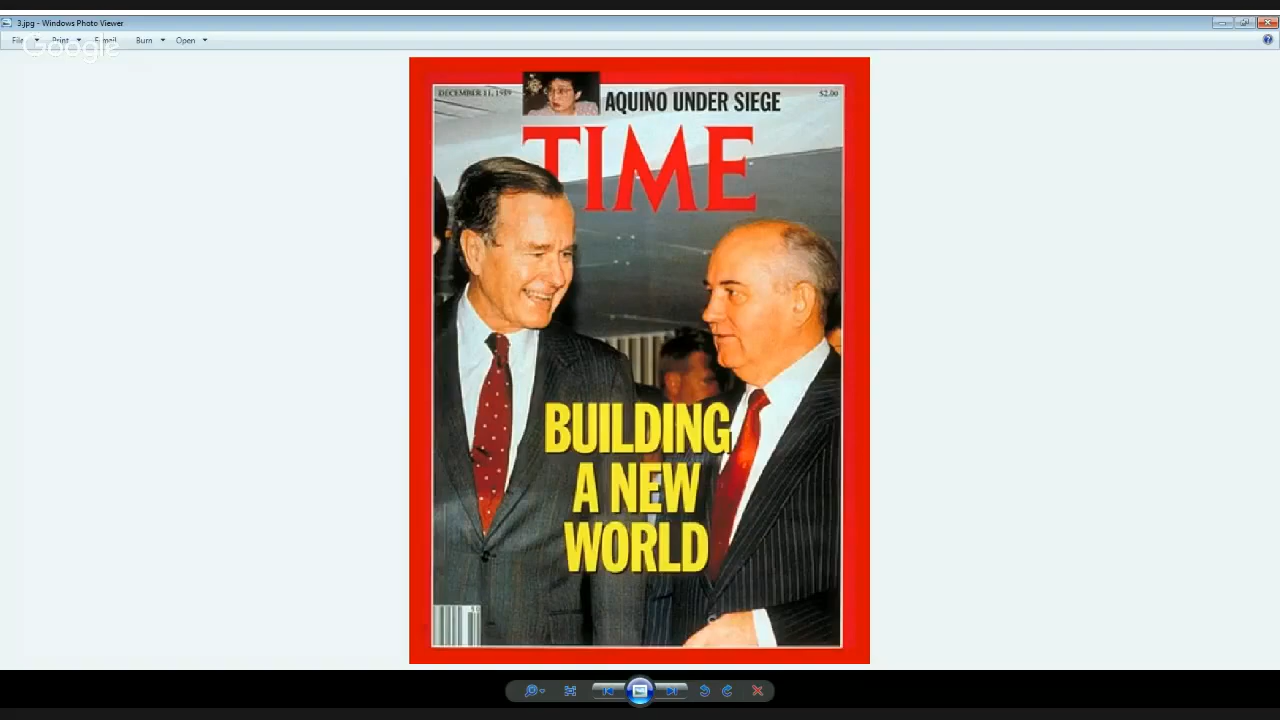 3.jpg - Windows Photo Viewer
File Print E-mail Burn Open
Google
DECEMBER 11, 1989
AQUINO UNDER SIEGE
$2.00
TIME
BUILDING
A NEW
WORLD